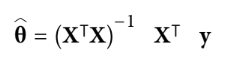 θ̂ = (XᵀX)⁻¹ Xᵀ y